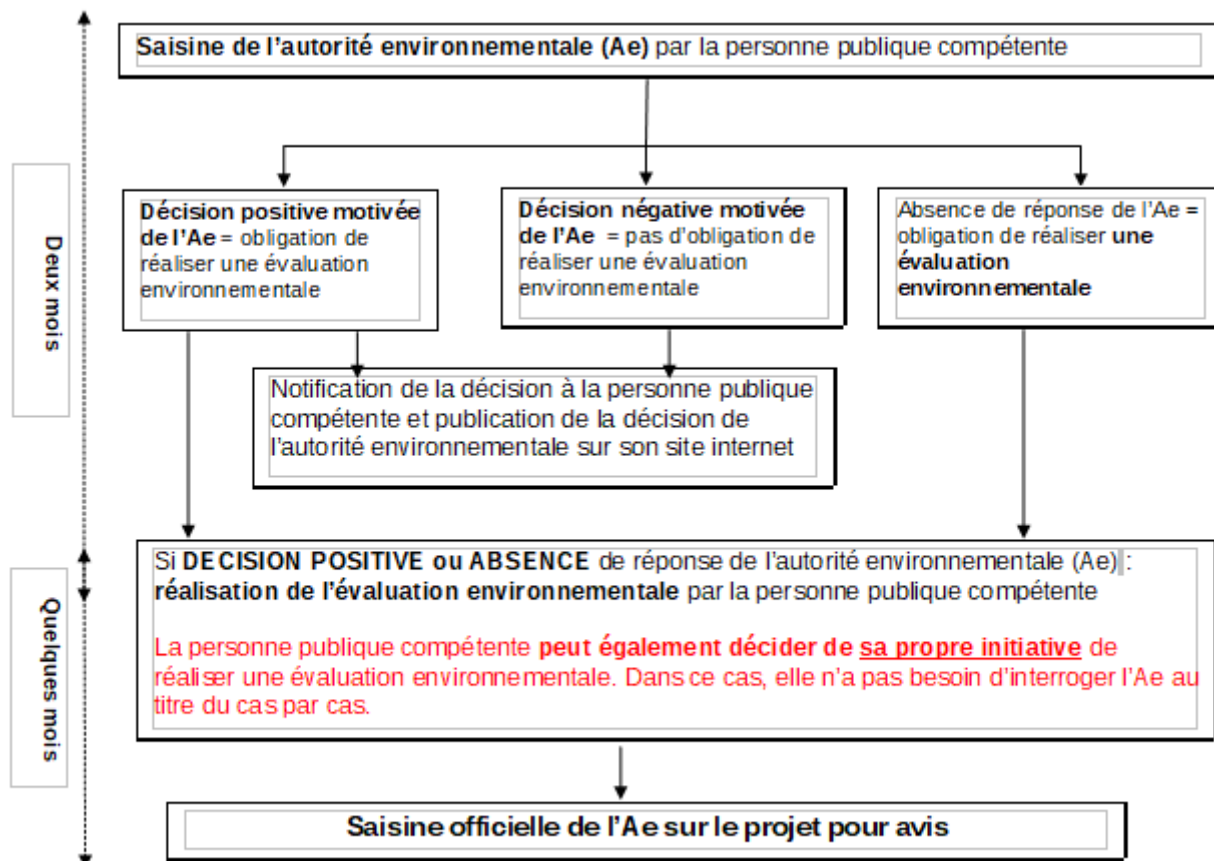 Saisine de l'autorité environnementale (Ae) par la personne publique compétente
Deux mois
Décision positive motivée
de l'Ae = obligation de
réaliser une évaluation
environnementale
Décision négative motivée
de l'Ae = pas d'obligation de
réaliser une évaluation
environnementale
Absence de réponse de l'Ae =
obligation de réaliser une
évaluation
environnementale
Notification de la décision à la personne publique
compétente et publication de la décision de
l'autorité environnementale sur son site internet
Quelques mois
Si DECISION POSITIVE ou ABSENCE de réponse de l'autorité environnementale (Ae) :
réalisation de l'évaluation environnementale par la personne publique compétente
La personne publique compétente peut également décider de sa propre initiative de
réaliser une évaluation environnementale. Dans ce cas, elle n'a pas besoin d'interroger l'Ae au
titre du cas par cas.
Saisine officielle de l'Ae sur le projet pour avis